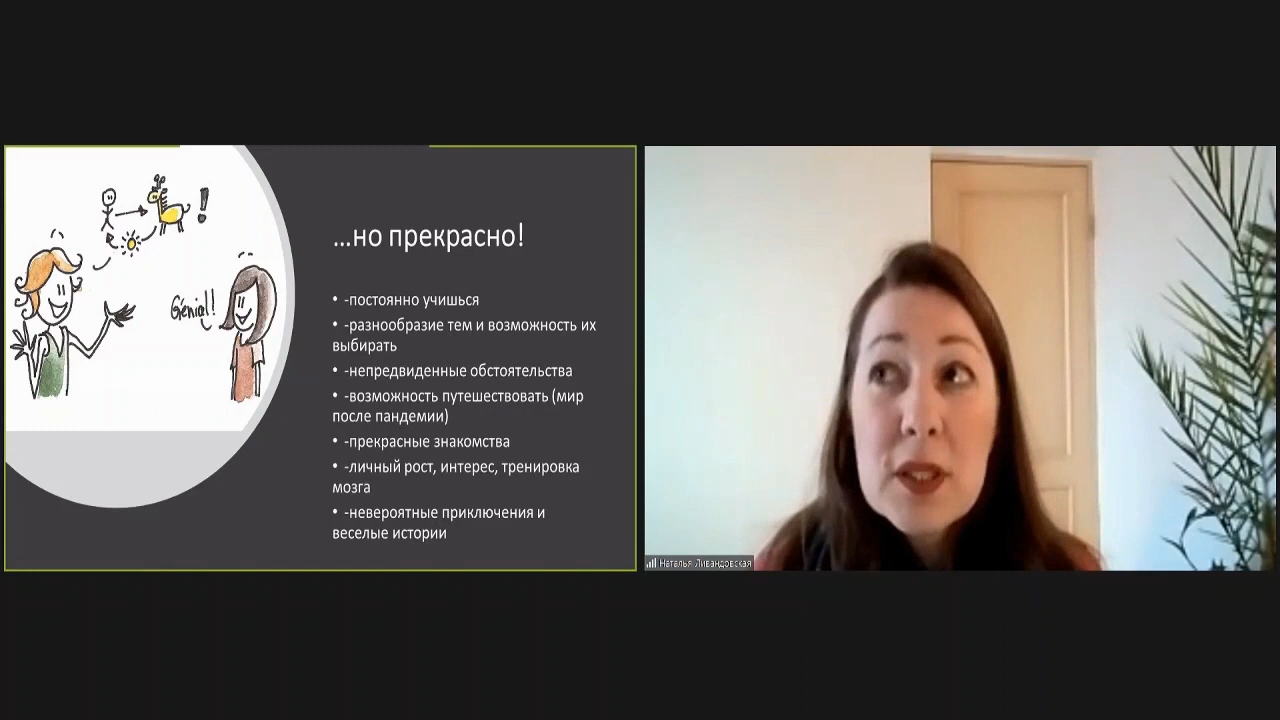 Genial!
...но прекрасно!
• -постоянно учишься
• -разнообразие тем и возможность их
выбирать
• -непредвиденные обстоятельства
• -возможность путешествовать (мир
после пандемии)
• -прекрасные знакомства
• -личный рост, интерес, тренировка
мозга
• -невероятные приключения и
веселые истории
Наталья Ливандовская